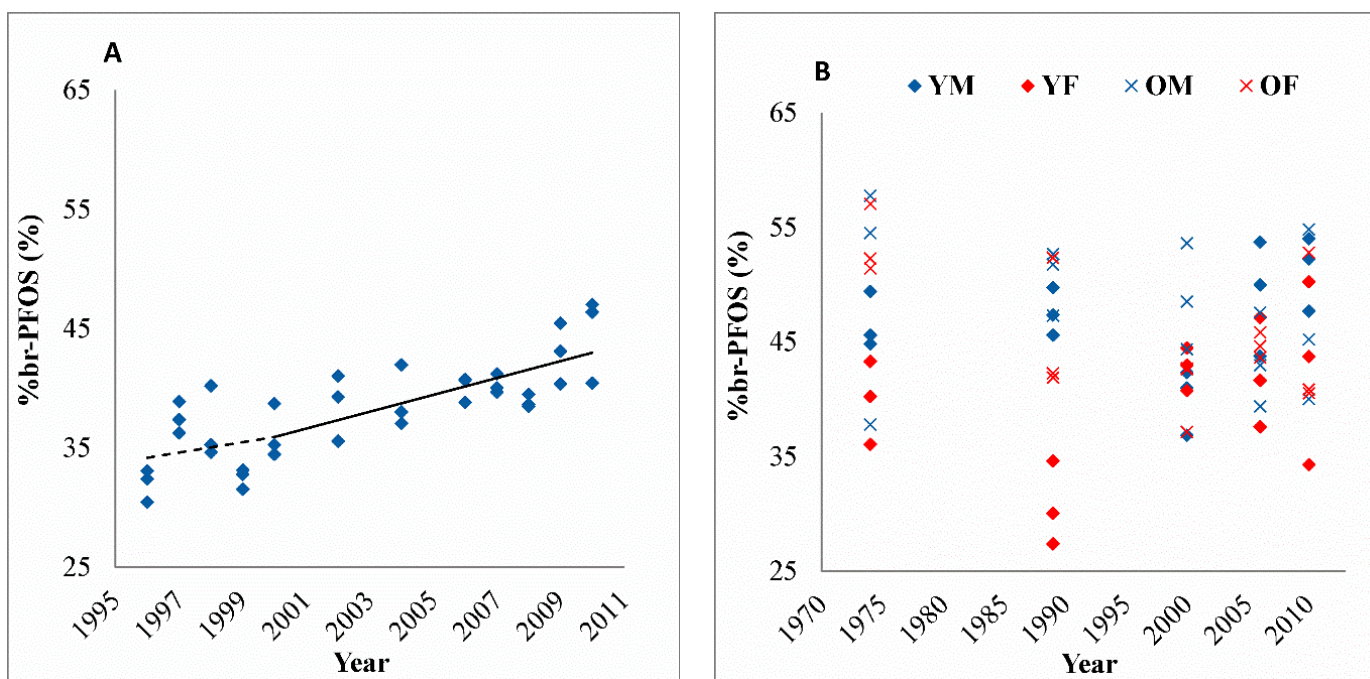 A
65
55
45
35
25
%br-PFOS (%)
1995 1997 1999 2001 2003 2005 2007 2009 2011
Year
B
YM YF OM OF
65
55
45
35
25
%br-PFOS (%)
1970 1975 1980 1985 1990 1995 2000 2005 2010
Year